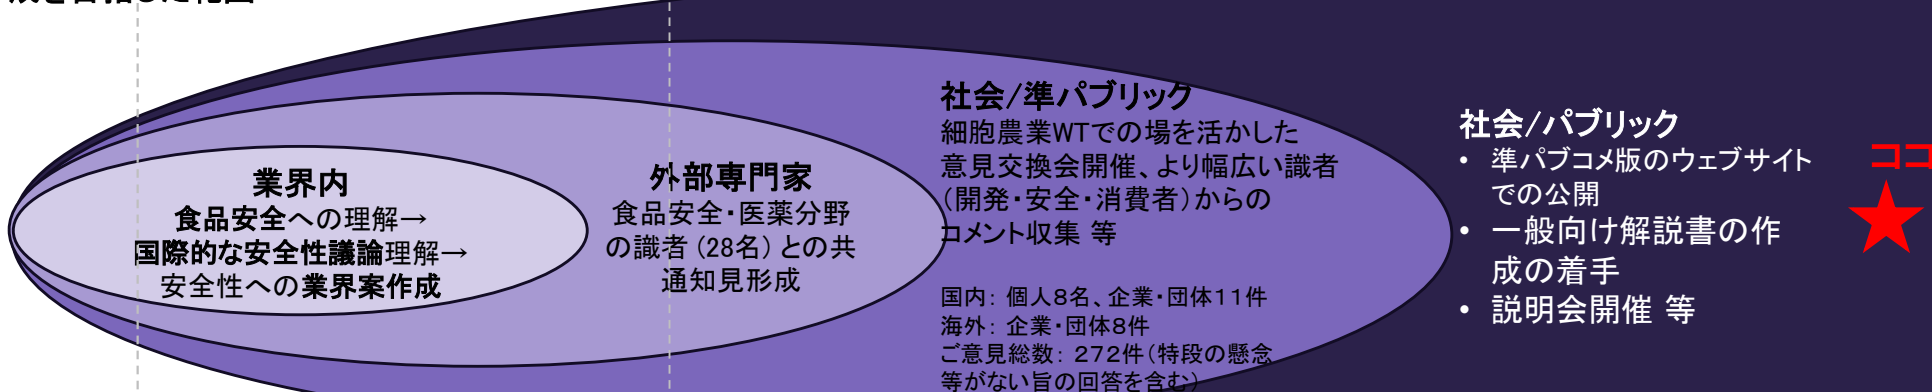 業界内
食品安全への理解→
国際的な安全性議論理解→
安全性への業界案作成
外部専門家
食品安全・医薬分野
の識者(28名)との共
通知見形成
社会/準パブリック
細胞農業WTでの場を活かした
意見交換会開催、より幅広い識者
(開発・安全・消費者)からの
コメント収集 等
国内: 個人8名、企業・団体11件
海外: 企業・団体8件
ご意見総数: 272件(特段の懸念
等がない旨の回答を含む)
社会/パブリック
• 準パブコメ版のウェブサイト
での公開
• 一般向け解説書の作
成の着手
• 説明会開催 等
ココ